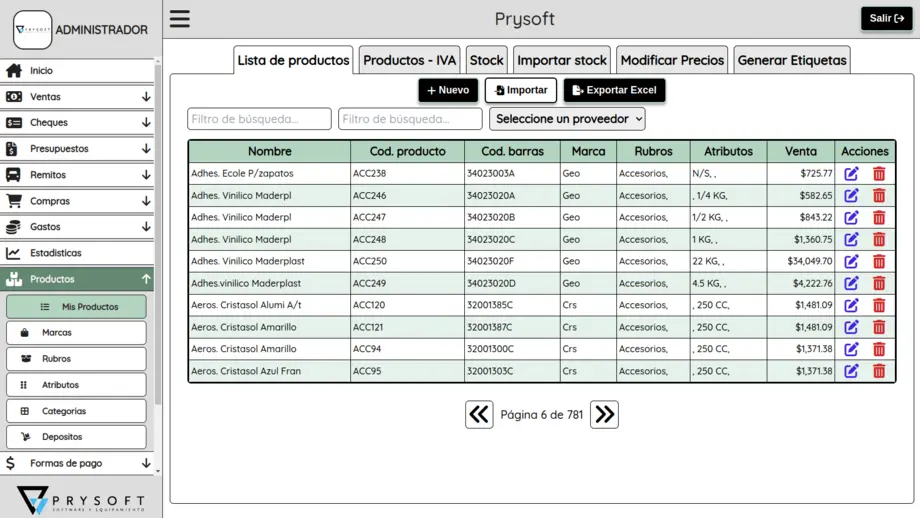 PRYSOFT
ADMINISTRADOR
Prysoft
Salir
Inicio
Ventas
Cheques
Presupuestos
Remitos
Compras
Gastos
Estadisticas
Productos
Mis Productos
Marcas
Rubros
Atributos
Categorias
Depositos
Formas de pago
PRYSOFT
SOFTWARE Y EQUIPAMIENTO
Lista de productos Productos - IVA Stock Importar stock Modificar Precios Generar Etiquetas
+ Nuevo Importar Exportar Excel
Filtro de búsqueda... Filtro de búsqueda... Seleccione un proveedor
Nombre Cod. producto Cod. barras Marca Rubros Atributos Venta Acciones
Adhes. Ecole P/zapatos ACC238 34023003A Geo Accesorios, N/S, , $725.77
Adhes. Vinilico Maderpl ACC246 34023020A Geo Accesorios, , 1/4 KG, $582.65
Adhes. Vinilico Maderpl ACC247 34023020B Geo Accesorios, 1/2 KG, , $843.22
Adhes. Vinilico Maderpl ACC248 34023020C Geo Accesorios, 1 KG, , $1,360.75
Adhes. Vinilico Maderplast ACC250 34023020F Geo Accesorios, 22 KG, , $34,049.70
Adhes.vinilico Maderplast ACC249 34023020D Geo Accesorios, 4.5 KG, , $4,222.76
Aeros. Cristasol Alumi A/t ACC120 32001385C Crs Accesorios, , 250 CC, $1,481.09
Aeros. Cristasol Amarillo ACC121 32001387C Crs Accesorios, , 250 CC, $1,481.09
Aeros. Cristasol Amarillo ACC94 32001300C Crs Accesorios, , 250 CC, $1,371.38
Aeros. Cristasol Azul Fran ACC95 32001303C Crs Accesorios, , 250 CC, $1,371.38
Página 6 de 781